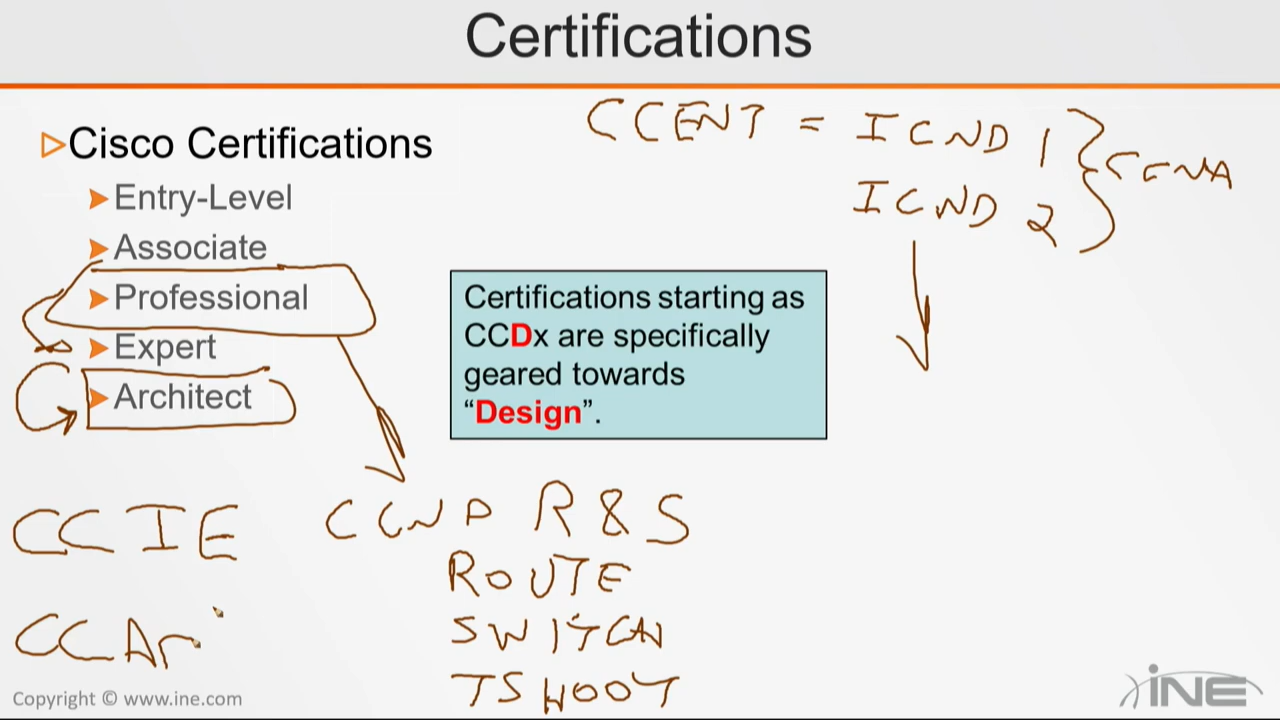 Certifications
Cisco Certifications
Entry-Level
Associate
Professional
Expert
Architect
CCENT = ICND 1
ICND 2
CCNA
Certifications starting as
CCDx are specifically
geared towards
“Design”.
CCIE
CCAr
CCNP R&S
ROUTE
SWITCH
TSHOOT
Copyright © www.ine.com
iNE